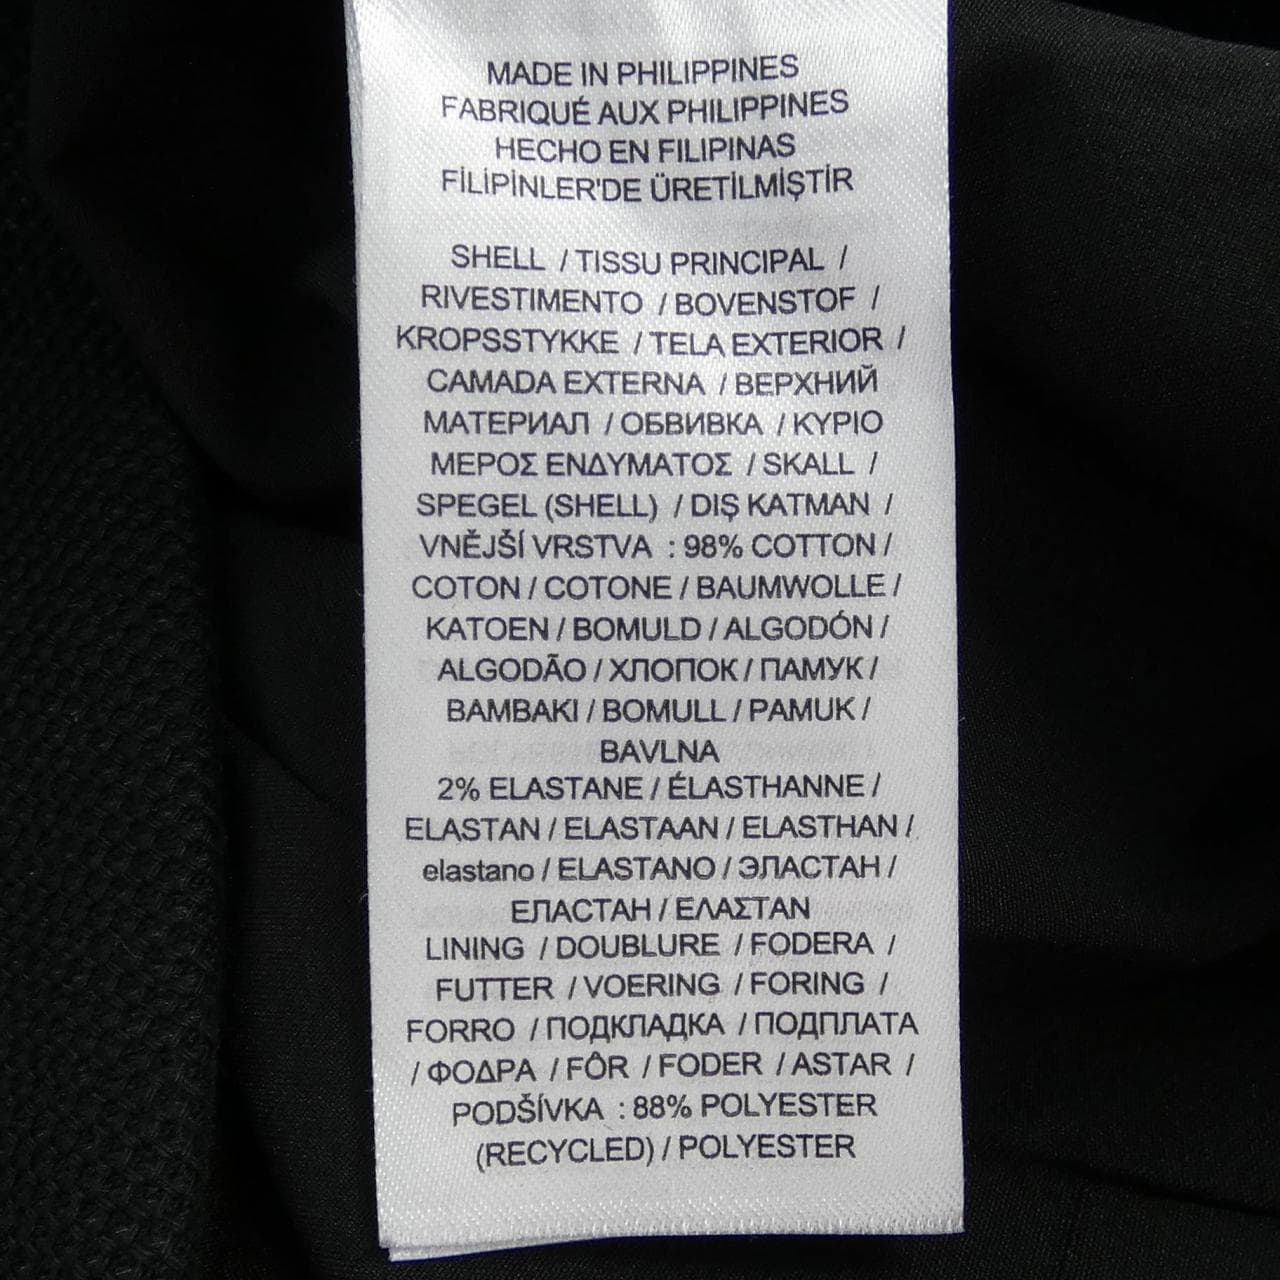 MADE IN PHILIPPINES
FABRIQUÉ AUX PHILIPPINES
HECHO EN FILIPINAS
FİLİPİNLER'DE ÜRETİLMİŞTİR
SHELL / TISSU PRINCIPAL /
RIVESTIMENTO / BOVENSTOF /
KROPSSTYKKE / TELA EXTERIOR /
CAMADA EXTERNA / ВЕРХНИЙ
МАТЕРИАЛ / ОБВИВКА / ΚΥΡΙΟ
ΜΕΡΟΣ ΕΝΔΥΜΑΤΟΣ / SKALL /
SPEGEL (SHELL) / DIŞ KATMAN /
VNĚJŠÍ VRSTVA : 98% COTTON /
COTON / COTONE / BAUMWOLLE /
KATOEN / BOMULD / ALGODÓN /
ALGODÃO / ХЛОПОК / ПАМУК /
ΒΑΜΒΑΚΙ / BOMULL / PAMUK /
BAVLNA
2% ELASTANE / ÉLASTHANNE /
ELASTAN / ELASTAAN / ELASTHAN /
elastano / ELASTANO / ЭЛАСТАН /
ЕЛАСТАН / ΕΛΑΣΤΑΝ
LINING / DOUBLURE / FODERA /
FUTTER / VOERING / FORING /
FORRO / ПОДКЛАДКА / ПОДПЛАТА
/ ΦΟΔΡΑ / FÔR / FODER / ASTAR /
PODŠÍVKA : 88% POLYESTER
(RECYCLED) / POLYESTER